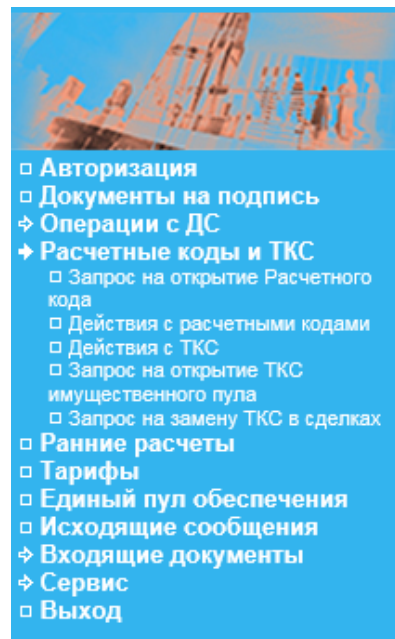 Авторизация
Документы на подпись
Операции с ДС
Расчетные коды и ТКС
Запрос на открытие Расчетного
кода
Действия с расчетными кодами
Действия с ТКС
Запрос на открытие ТКС
имущественного пула
Запрос на замену ТКС в сделках
Ранние расчеты
Тарифы
Единый пул обеспечения
Исходящие сообщения
Входящие документы
Сервис
Выход